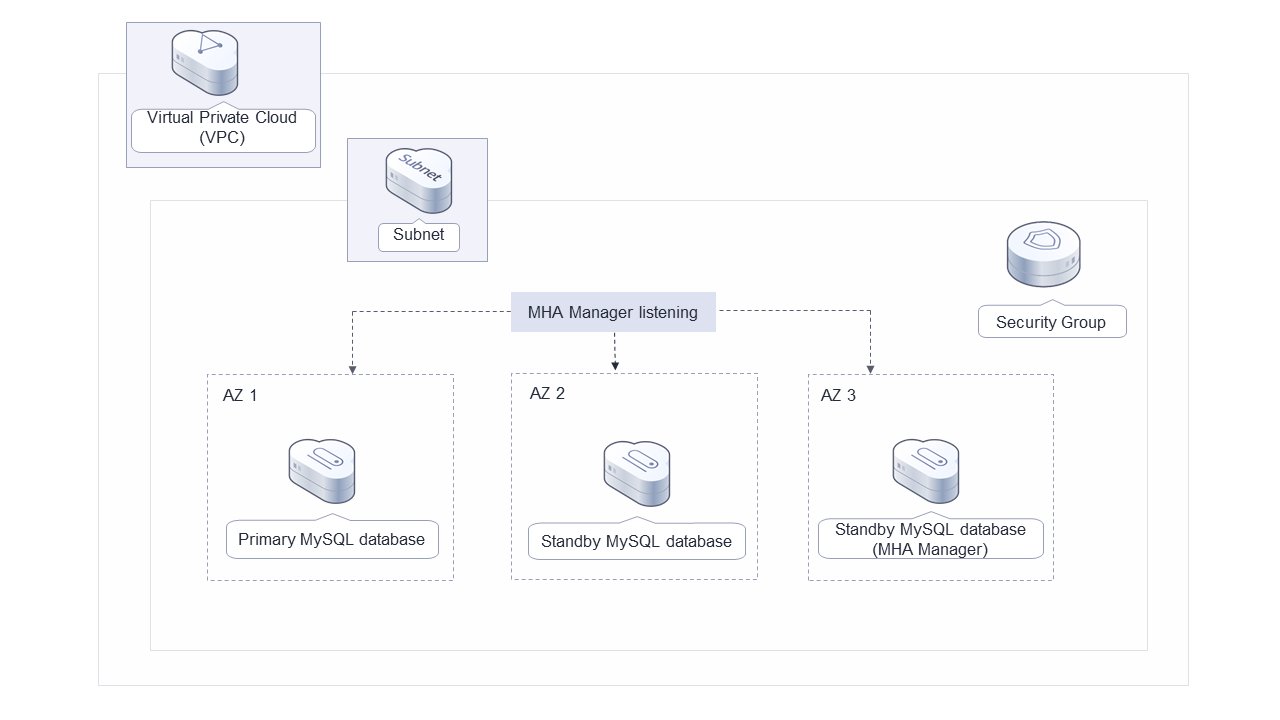 Virtual Private Cloud
(VPC)
Subnet
Subnet
Security Group
MHA Manager listening
AZ 1
AZ 2
AZ 3
Primary MySQL database
Standby MySQL database
Standby MySQL database
(MHA Manager)